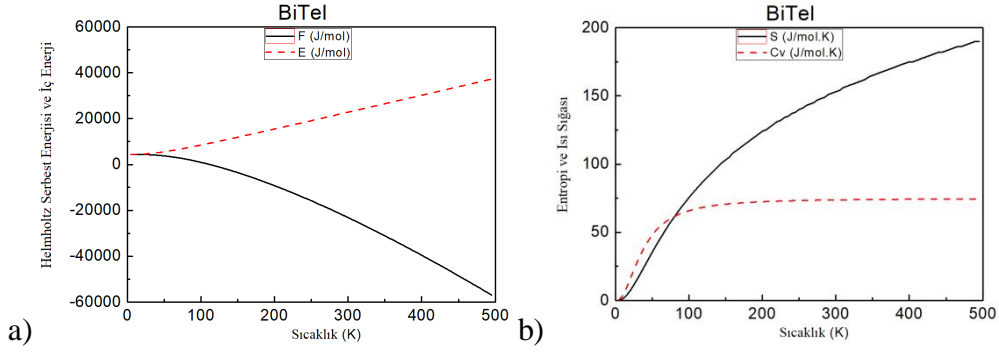 BiTeI
F (J/mol)
E (J/mol)
Helmholtz Serbest Enerjisi ve İç Enerji
60000
40000
20000
0
-20000
-40000
-60000
0 100 200 300 400 500
Sıcaklık (K)
a)
BiTeI
S (J/mol.K)
Cv (J/mol.K)
Entropi ve Isı Sığası
200
150
100
50
0
0 100 200 300 400 500
Sıcaklık (K)
b)